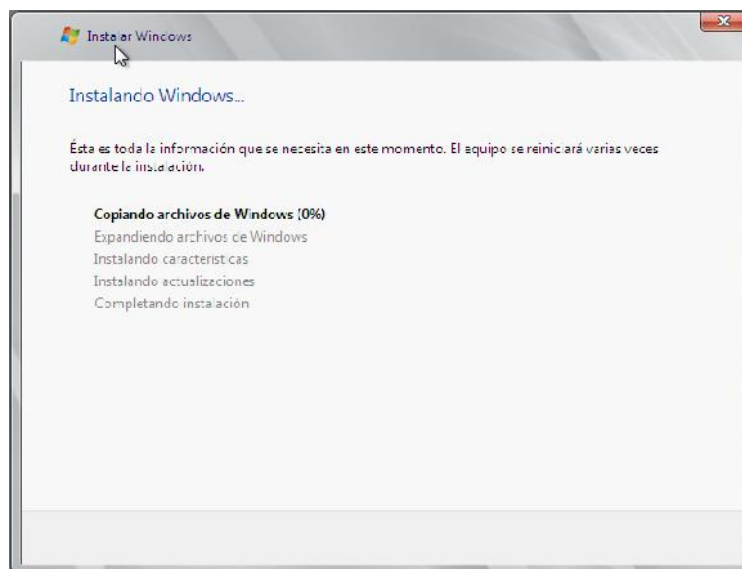 Instalar Windows
Instalando Windows...
Ésta es toda la información que se necesita en este momento. El equipo se reiniciará varias veces
durante la instalación.
Copiando archivos de Windows (0%)
Expandiendo archivos de Windows
Instalando características
Instalando actualizaciones
Completando instalación